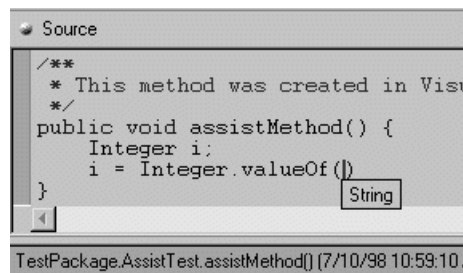 Source
/**
* This method was created in Visu
*/
public void assistMethod() {
Integer i;
i = Integer.valueOf()
String
}
TestPackage.AssistTest.assistMethod() (7/10/98 10:59:10.